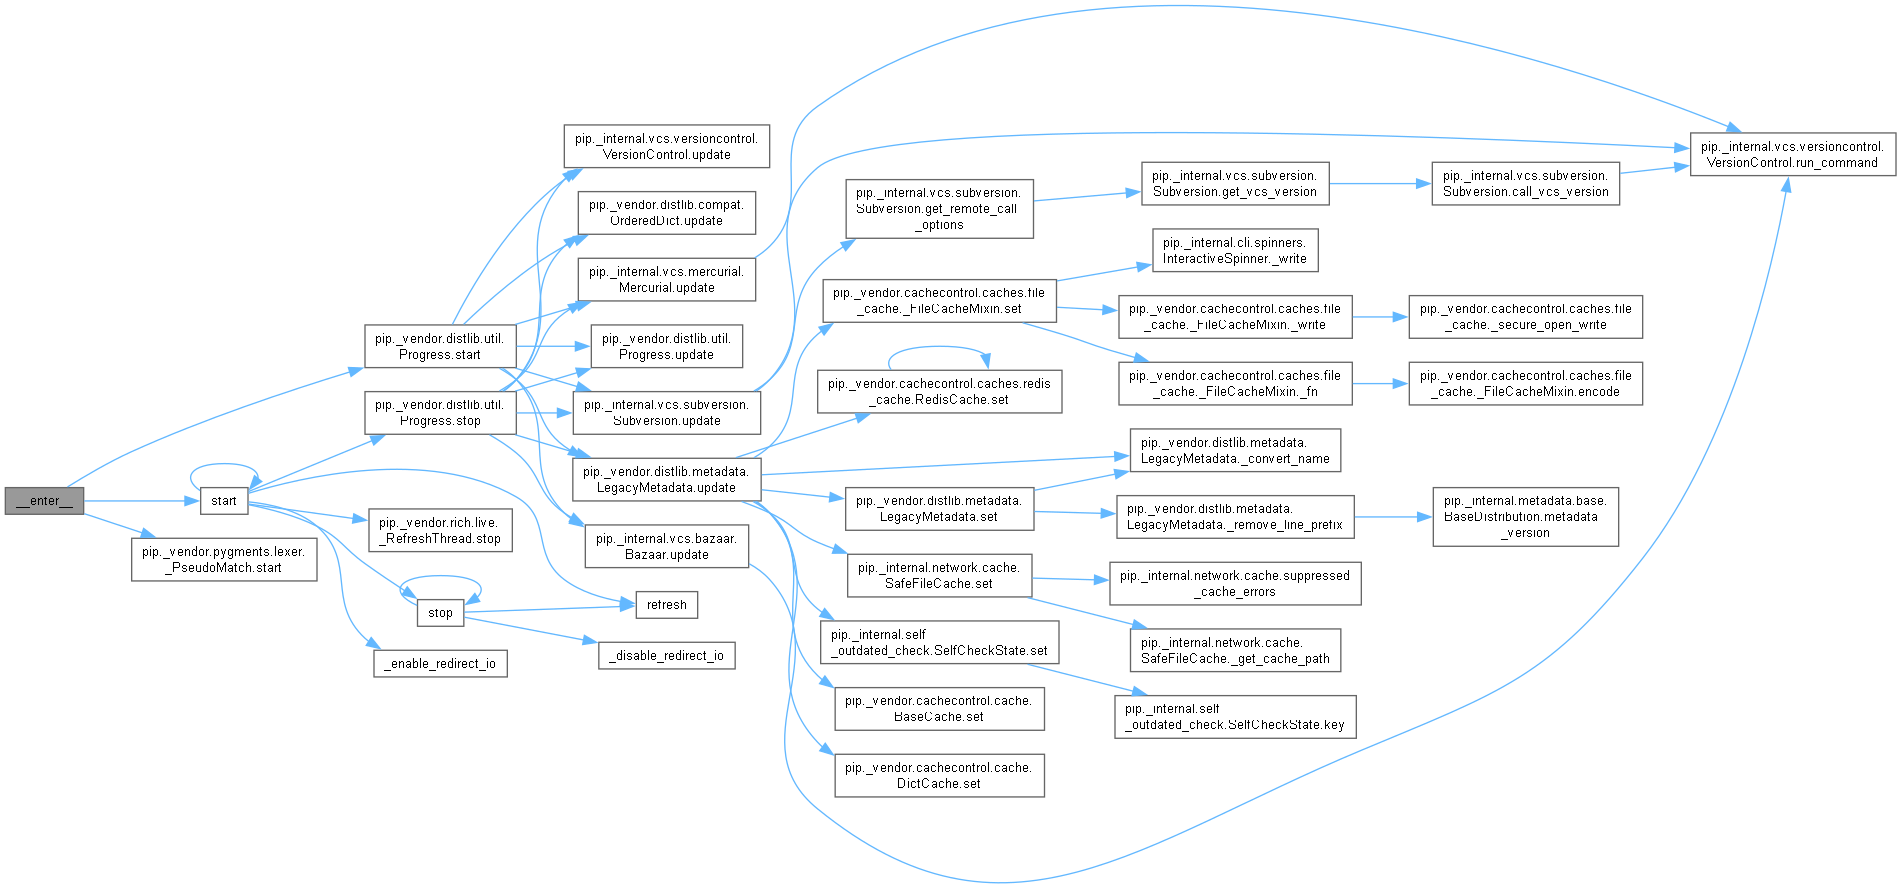 __enter__
pip._vendor.distlib.util.
Progress.start
start
pip._vendor.pygments.lexer.
_PseudoMatch.start
pip._vendor.distlib.util.
Progress.stop
pip._vendor.rich.live.
_RefreshThread.stop
stop
_enable_redirect_io
pip._internal.vcs.versioncontrol.
VersionControl.update
pip._vendor.distlib.compat.
OrderedDict.update
pip._internal.vcs.mercurial.
Mercurial.update
pip._vendor.distlib.util.
Progress.update
pip._internal.vcs.subversion.
Subversion.update
pip._vendor.distlib.metadata.
LegacyMetadata.update
pip._internal.vcs.bazaar.
Bazaar.update
refresh
_disable_redirect_io
pip._internal.vcs.subversion.
Subversion.get_remote_call
_options
pip._vendor.cachecontrol.caches.file
_cache._FileCacheMixin.set
pip._vendor.cachecontrol.caches.redis
_cache.RedisCache.set
pip._vendor.distlib.metadata.
LegacyMetadata.set
pip._internal.network.cache.
SafeFileCache.set
pip._internal.self
_outdated_check.SelfCheckState.set
pip._vendor.cachecontrol.cache.
BaseCache.set
pip._vendor.cachecontrol.cache.
DictCache.set
pip._internal.vcs.subversion.
Subversion.get_vcs_version
pip._internal.cli.spinners.
InteractiveSpinner._write
pip._vendor.cachecontrol.caches.file
_cache._FileCacheMixin._write
pip._vendor.cachecontrol.caches.file
_cache._FileCacheMixin._fn
pip._vendor.distlib.metadata.
LegacyMetadata._convert_name
pip._vendor.distlib.metadata.
LegacyMetadata._remove_line_prefix
pip._internal.network.cache.suppressed
_cache_errors
pip._internal.network.cache.
SafeFileCache._get_cache_path
pip._internal.self
_outdated_check.SelfCheckState.key
pip._internal.vcs.subversion.
Subversion.call_vcs_version
pip._vendor.cachecontrol.caches.file
_cache._secure_open_write
pip._vendor.cachecontrol.caches.file
_cache._FileCacheMixin.encode
pip._internal.metadata.base.
BaseDistribution.metadata
_version
pip._internal.vcs.versioncontrol.
VersionControl.run_command